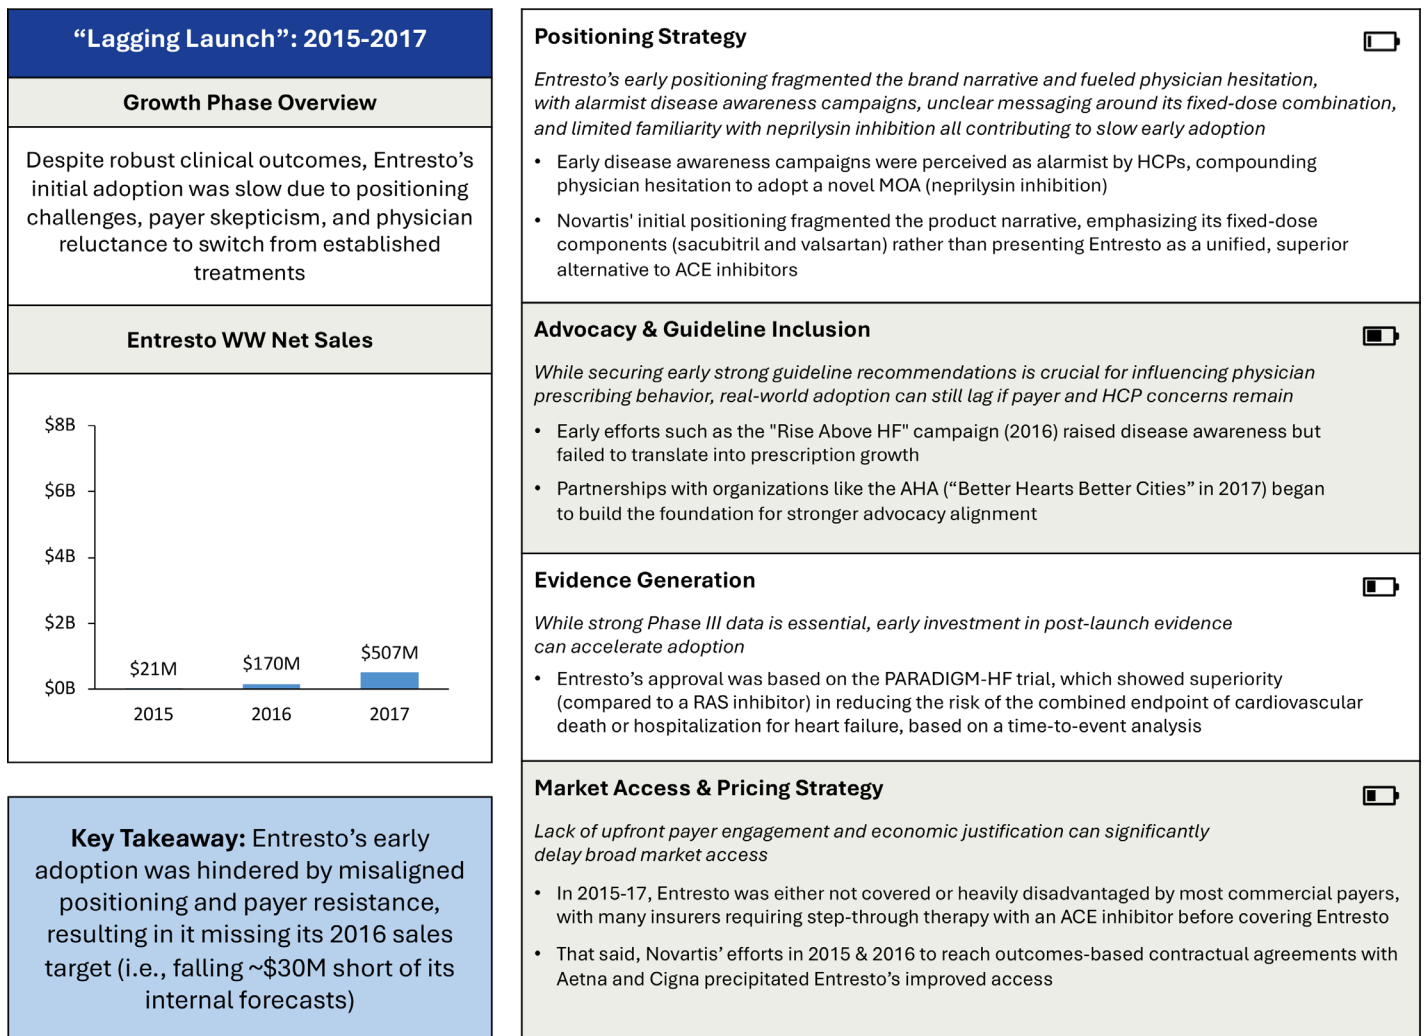 “Lagging Launch”: 2015-2017
Growth Phase Overview
Despite robust clinical outcomes, Entresto’s
initial adoption was slow due to positioning
challenges, payer skepticism, and physician
reluctance to switch from established
treatments
Entresto WW Net Sales
$8B
$6B
$4B
$2B
$0B
$21M
$170M
$507M
2015
2016
2017
Key Takeaway: Entresto’s early
adoption was hindered by misaligned
positioning and payer resistance,
resulting in it missing its 2016 sales
target (i.e., falling ~$30M short of its
internal forecasts)
Positioning Strategy
Entresto’s early positioning fragmented the brand narrative and fueled physician hesitation,
with alarmist disease awareness campaigns, unclear messaging around its fixed-dose combination,
and limited familiarity with neprilysin inhibition all contributing to slow early adoption
• Early disease awareness campaigns were perceived as alarmist by HCPs, compounding
physician hesitation to adopt a novel MOA (neprilysin inhibition)
• Novartis' initial positioning fragmented the product narrative, emphasizing its fixed-dose
components (sacubitril and valsartan) rather than presenting Entresto as a unified, superior
alternative to ACE inhibitors
Advocacy & Guideline Inclusion
While securing early strong guideline recommendations is crucial for influencing physician
prescribing behavior, real-world adoption can still lag if payer and HCP concerns remain
• Early efforts such as the "Rise Above HF" campaign (2016) raised disease awareness but
failed to translate into prescription growth
• Partnerships with organizations like the AHA (“Better Hearts Better Cities” in 2017) began
to build the foundation for stronger advocacy alignment
Evidence Generation
While strong Phase III data is essential, early investment in post-launch evidence
can accelerate adoption
• Entresto’s approval was based on the PARADIGM-HF trial, which showed superiority
(compared to a RAS inhibitor) in reducing the risk of the combined endpoint of cardiovascular
death or hospitalization for heart failure, based on a time-to-event analysis
Market Access & Pricing Strategy
Lack of upfront payer engagement and economic justification can significantly
delay broad market access
• In 2015-17, Entresto was either not covered or heavily disadvantaged by most commercial payers,
with many insurers requiring step-through therapy with an ACE inhibitor before covering Entresto
• That said, Novartis’ efforts in 2015 & 2016 to reach outcomes-based contractual agreements with
Aetna and Cigna precipitated Entresto’s improved access